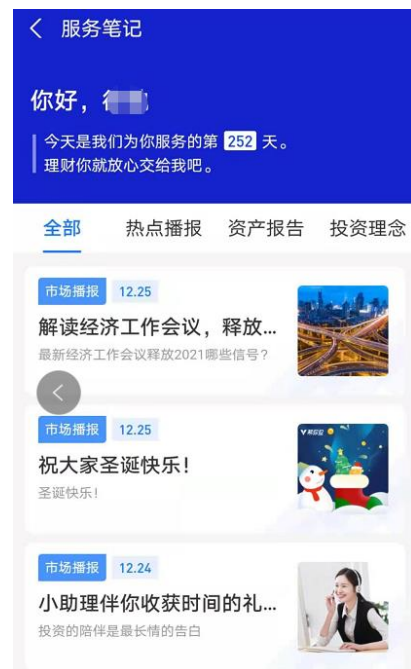 服务笔记
你好，
今天是我们为你服务的第 252 天。
理财你就放心交给我吧。
全部 热点播报 资产报告 投资理念
市场播报 12.25
解读经济工作会议，释放...
最新经济工作会议释放2021哪些信号？
市场播报 12.25
祝大家圣诞快乐！
圣诞快乐！
帮你投
市场播报 12.24
小助理伴你收获时间的礼...
投资的陪伴是最长情的告白